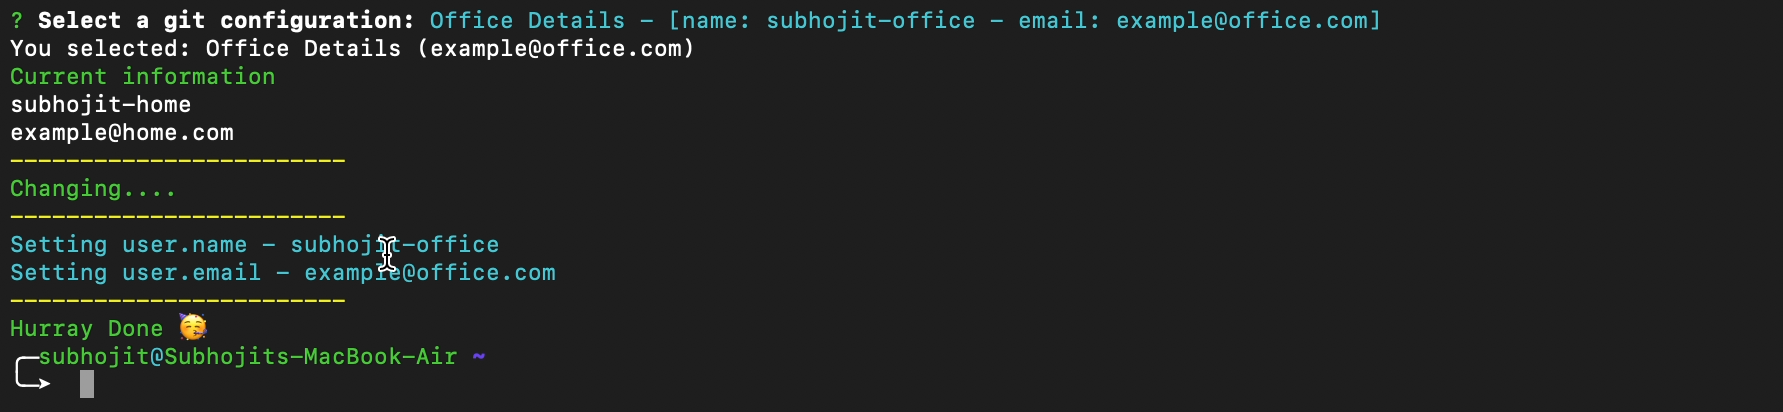 ? Select a git configuration: Office Details - [name: subhojit-office - email: example@office.com]
You selected: Office Details (example@office.com)
Current information
subhojit-home
example@home.com
------------------------
Changing....
------------------------
Setting user.name - subhojit-office
Setting user.email - example@office.com
------------------------
Hurray Done 🥳
subhojit@Subhojits-MacBook-Air ~